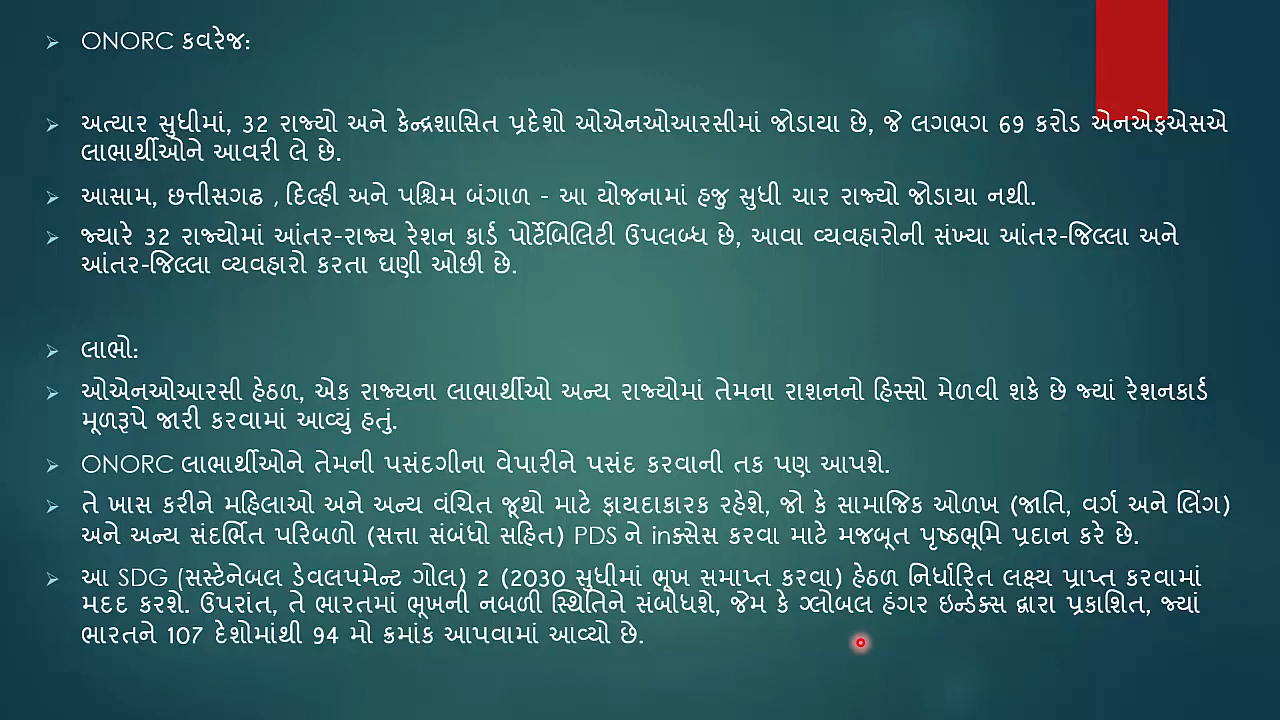 ONORC કવરેજ:
અત્યાર સુધીમાં, 32 રાજ્યો અને કેન્દ્રશાસિત પ્રદેશો ઓએનઓઆરસીમાં જોડાયા છે, જે લગભગ 69 કરોડ એનએફએસએ
લાભાર્થીઓને આવરી લે છે.
આસામ, છત્તીસગઢ , દિલ્હી અને પશ્ચિમ બંગાળ - આ યોજનામાં હજુ સુધી ચાર રાજ્યો જોડાયા નથી.
જ્યારે 32 રાજ્યોમાં આંતર-રાજ્ય રેશન કાર્ડ પોર્ટેબિલિટી ઉપલબ્ધ છે, આવા વ્યવહારોની સંખ્યા આંતર-જિલ્લા અને
આંતર-જિલ્લા વ્યવહારો કરતા ઘણી ઓછી છે.
લાભો:
ઓએનઓઆરસી હેઠળ, એક રાજ્યના લાભાર્થીઓ અન્ય રાજ્યોમાં તેમના રાશનનો હિસ્સો મેળવી શકે છે જ્યાં રેશનકાર્ડ
મૂળરૂપે જારી કરવામાં આવ્યું હતું.
ONORC લાભાર્થીઓને તેમની પસંદગીના વેપારીને પસંદ કરવાની તક પણ આપશે.
તે ખાસ કરીને મહિલાઓ અને અન્ય વંચિત જૂથો માટે ફાયદાકારક રહેશે, જો કે સામાજિક ઓળખ (જાતિ, વર્ગ અને લિંગ)
અને અન્ય સંદર્ભિત પરિબળો (સત્તા સંબંધો સહિત) PDS ને inક્સેસ કરવા માટે મજબૂત પૃષ્ઠભૂમિ પ્રદાન કરે છે.
આ SDG (સસ્ટેનેબલ ડેવલપમેન્ટ ગોલ) 2 (2030 સુધીમાં ભૂખ સમાપ્ત કરવા) હેઠળ નિર્ધારિત લક્ષ્ય પ્રાપ્ત કરવામાં
મદદ કરશે. ઉપરાંત, તે ભારતમાં ભૂખની નબળી સ્થિતિને સંબોધશે, જેમ કે ગ્લોબલ હંગર ઇન્ડેક્સ દ્વારા પ્રકાશિત, જ્યાં
ભારતને 107 દેશોમાંથી 94 મો ક્રમાંક આપવામાં આવ્યો છે.